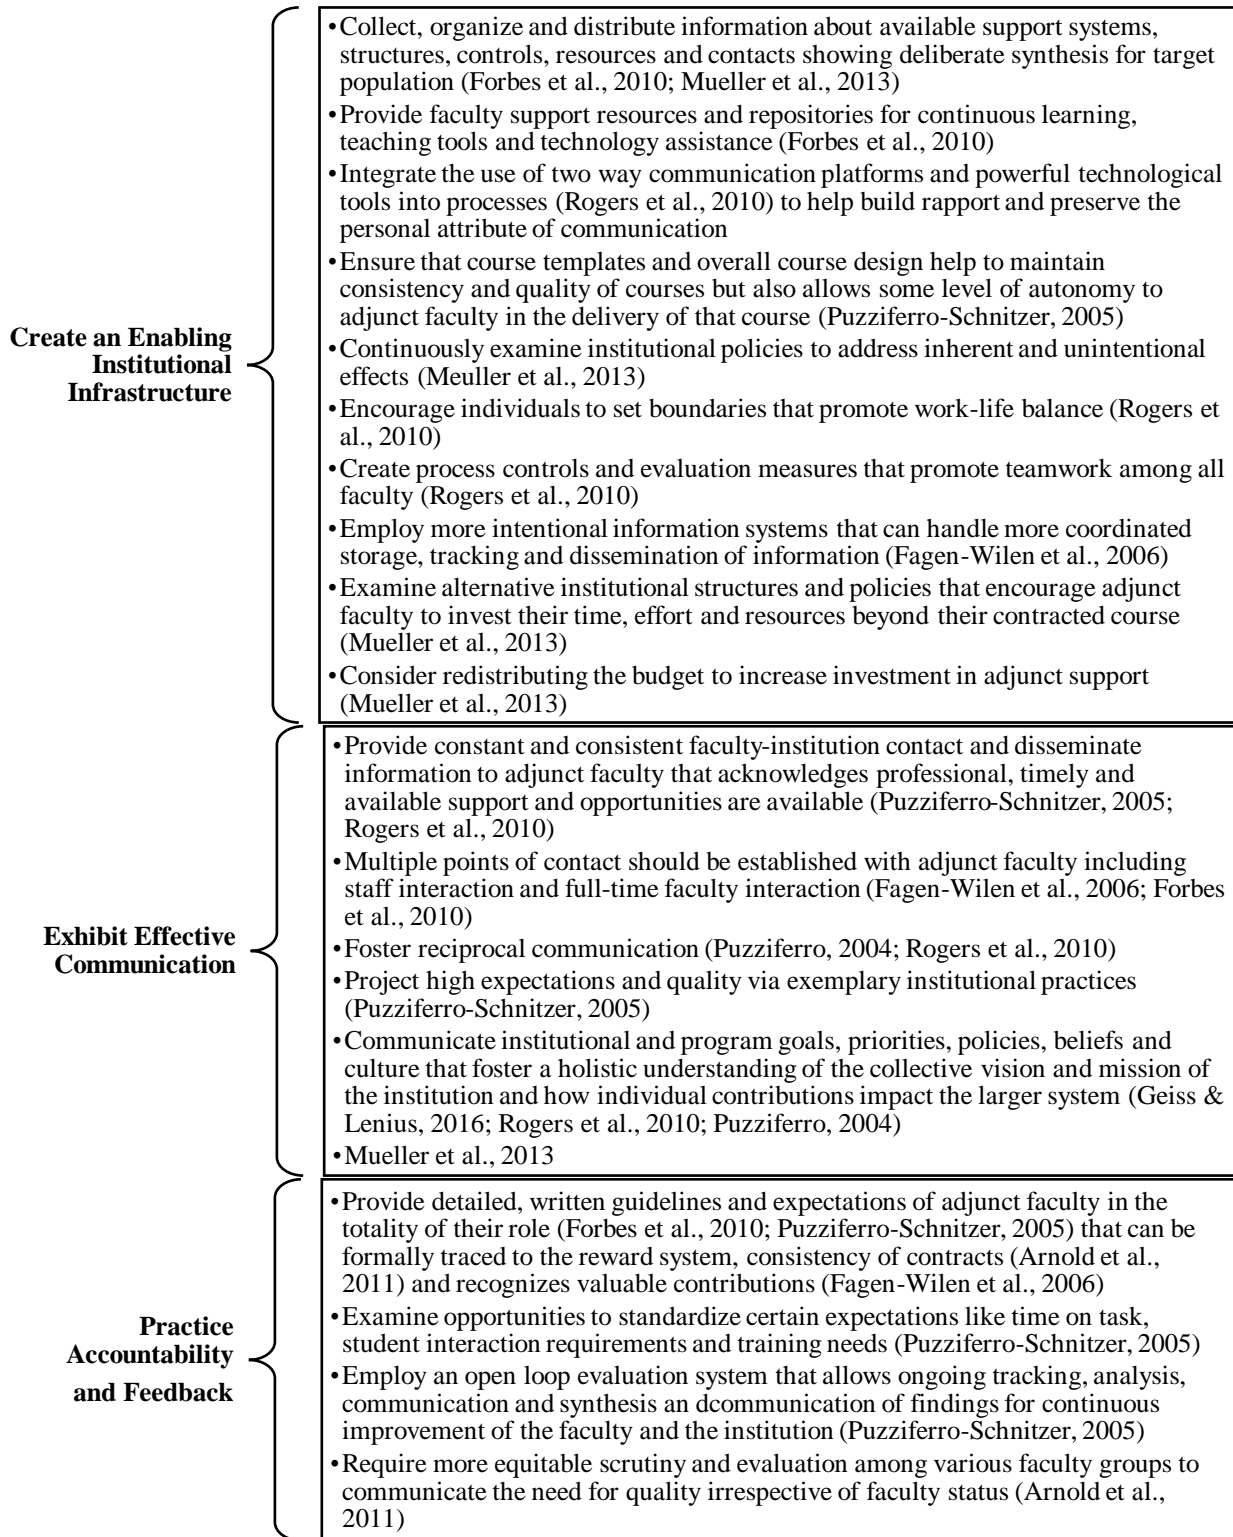 Create an Enabling
Institutional
Infrastructure
•Collect, organize and distribute information about available support systems,
structures, controls, resources and contacts showing deliberate synthesis for target
population (Forbes et al., 2010; Mueller et al., 2013)
•Provide faculty support resources and repositories for continuous learning,
teaching tools and technology assistance (Forbes et al., 2010)
•Integrate the use of two way communication platforms and powerful technological
tools into processes (Rogers et al., 2010) to help build rapport and preserve the
personal attribute of communication
•Ensure that course templates and overall course design help to maintain
consistency and quality of courses but also allows some level of autonomy to
adjunct faculty in the delivery of that course (Puzziferro-Schnitzer, 2005)
•Continuously examine institutional policies to address inherent and unintentional
effects (Meuller et al., 2013)
•Encourage individuals to set boundaries that promote work-life balance (Rogers et
al., 2010)
•Create process controls and evaluation measures that promote teamwork among all
faculty (Rogers et al., 2010)
•Employ more intentional information systems that can handle more coordinated
storage, tracking and dissemination of information (Fagen-Wilen et al., 2006)
•Examine alternative institutional structures and policies that encourage adjunct
faculty to invest their time, effort and resources beyond their contracted course
(Mueller et al., 2013)
•Consider redistributing the budget to increase investment in adjunct support
(Mueller et al., 2013)
Exhibit Effective
Communication
•Provide constant and consistent faculty-institution contact and disseminate
information to adjunct faculty that acknowledges professional, timely and
available support and opportunities are available (Puzziferro-Schnitzer, 2005;
Rogers et al., 2010)
•Multiple points of contact should be established with adjunct faculty including
staff interaction and full-time faculty interaction (Fagen-Wilen et al., 2006; Forbes
et al., 2010)
•Foster reciprocal communication (Puzziferro, 2004; Rogers et al., 2010)
•Project high expectations and quality via exemplary institutional practices
(Puzziferro-Schnitzer, 2005)
•Communicate institutional and program goals, priorities, policies, beliefs and
culture that foster a holistic understanding of the collective vision and mission of
the institution and how individual contributions impact the larger system (Geiss &
Lenius, 2016; Rogers et al., 2010; Puzziferro, 2004)
•Mueller et al., 2013
Practice
Accountability
and Feedback
•Provide detailed, written guidelines and expectations of adjunct faculty in the
totality of their role (Forbes et al., 2010; Puzziferro-Schnitzer, 2005) that can be
formally traced to the reward system, consistency of contracts (Arnold et al.,
2011) and recognizes valuable contributions (Fagen-Wilen et al., 2006)
•Examine opportunities to standardize certain expectations like time on task,
student interaction requirements and training needs (Puzziferro-Schnitzer, 2005)
•Employ an open loop evaluation system that allows ongoing tracking, analysis,
communication and synthesis an dcommunication of findings for continuous
improvement of the faculty and the institution (Puzziferro-Schnitzer, 2005)
•Require more equitable scrutiny and evaluation among various faculty groups to
communicate the need for quality irrespective of faculty status (Arnold et al.,
2011)